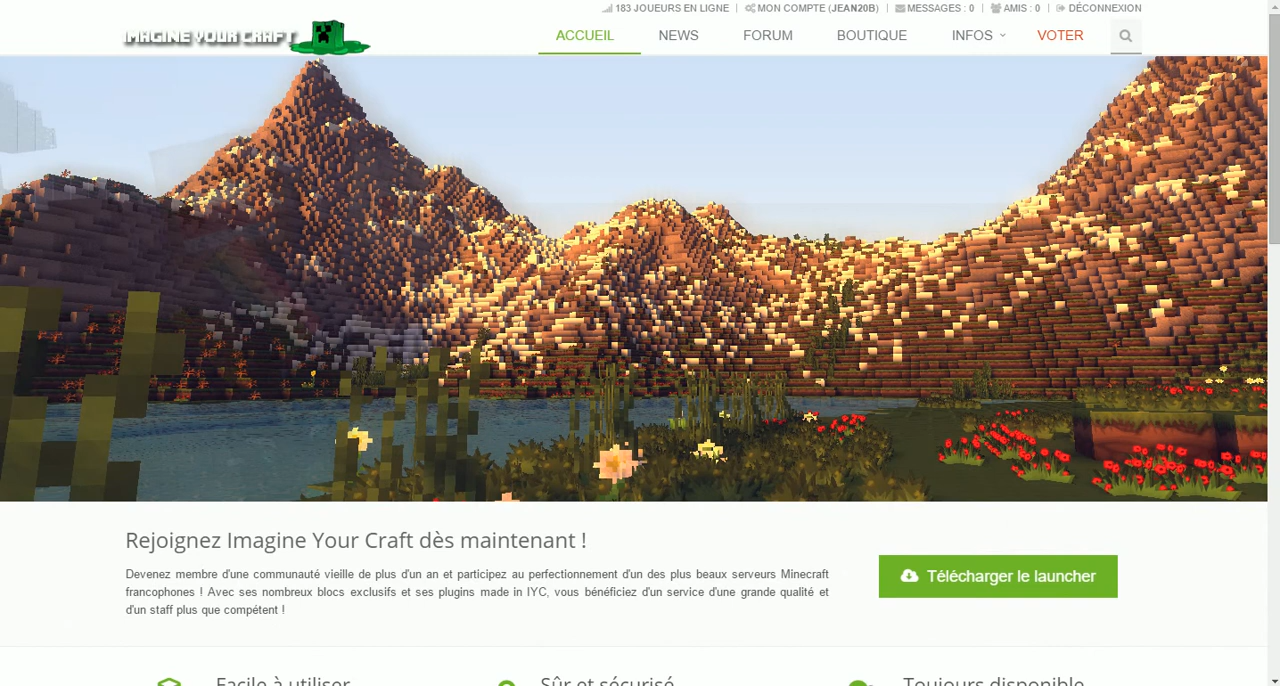 183 JOUEURS EN LIGNE | MON COMPTE (JEAN20B) | MESSAGES : 0 | AMIS : 0 | DÉCONNEXION
IMAGINE YOUR CRAFT
ACCUEIL NEWS FORUM BOUTIQUE INFOS VOTER
Rejoignez Imagine Your Craft dès maintenant !
Devenez membre d'une communauté vieille de plus d'un an et participez au perfectionnement d'un des plus beaux serveurs Minecraft
francophones ! Avec ses nombreux blocs exclusifs et ses plugins made in IYC, vous bénéficiez d'un service d'une grande qualité et
d'un staff plus que compétent !
Télécharger le launcher
Facile à utiliser Sûr et sécurisé Toujours disponible